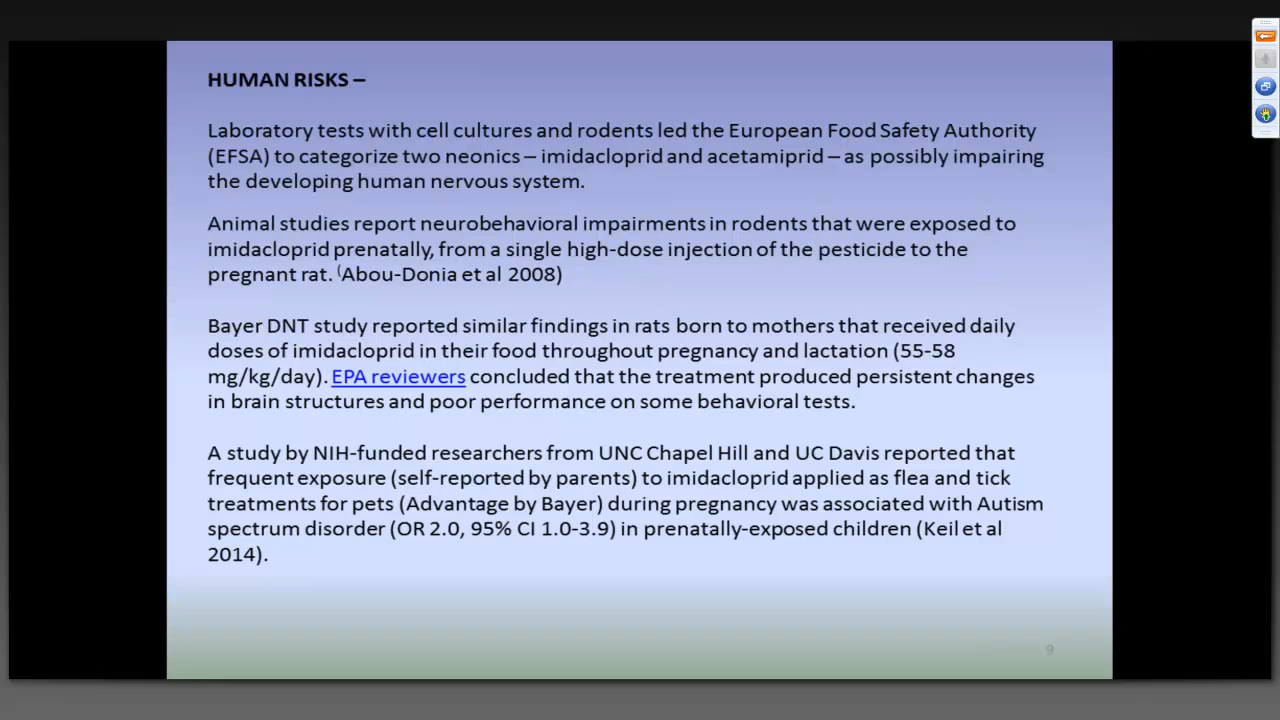 HUMAN RISKS –
Laboratory tests with cell cultures and rodents led the European Food Safety Authority
(EFSA) to categorize two neonics – imidacloprid and acetamiprid – as possibly impairing
the developing human nervous system.
Animal studies report neurobehavioral impairments in rodents that were exposed to
imidacloprid prenatally, from a single high-dose injection of the pesticide to the
pregnant rat. (Abou-Donia et al 2008)
Bayer DNT study reported similar findings in rats born to mothers that received daily
doses of imidacloprid in their food throughout pregnancy and lactation (55-58
mg/kg/day). EPA reviewers concluded that the treatment produced persistent changes
in brain structures and poor performance on some behavioral tests.
A study by NIH-funded researchers from UNC Chapel Hill and UC Davis reported that
frequent exposure (self-reported by parents) to imidacloprid applied as flea and tick
treatments for pets (Advantage by Bayer) during pregnancy was associated with Autism
spectrum disorder (OR 2.0, 95% CI 1.0-3.9) in prenatally-exposed children (Keil et al
2014).
9